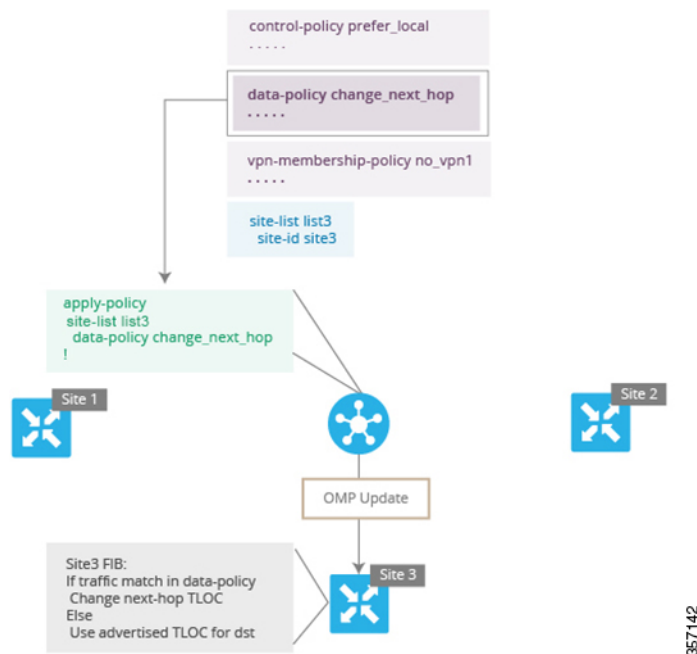 control-policy prefer_local
.....
data-policy change_next_hop
.....
vpn-membership-policy no_vpn1
.....
site-list list3
site-id site3
apply-policy
site-list list3
data-policy change_next_hop
!
Site 1
Site 2
OMP Update
Site3 FIB:
If traffic match in data-policy
Change next-hop TLOC
Else
Use advertised TLOC for dst
Site 3
357142